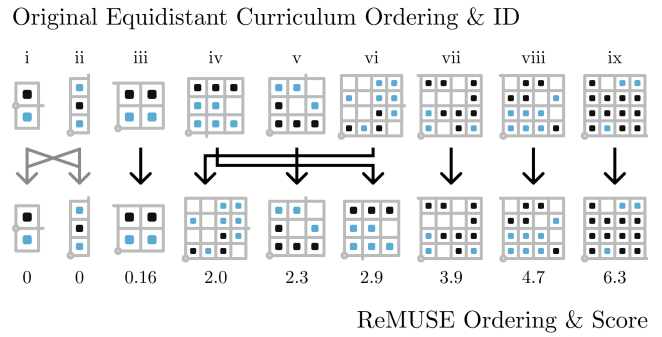 Original Equidistant Curriculum Ordering & ID
i ii iii iv v vi vii viii ix
0 0 0.16 2.0 2.3 2.9 3.9 4.7 6.3
ReMUSE Ordering & Score